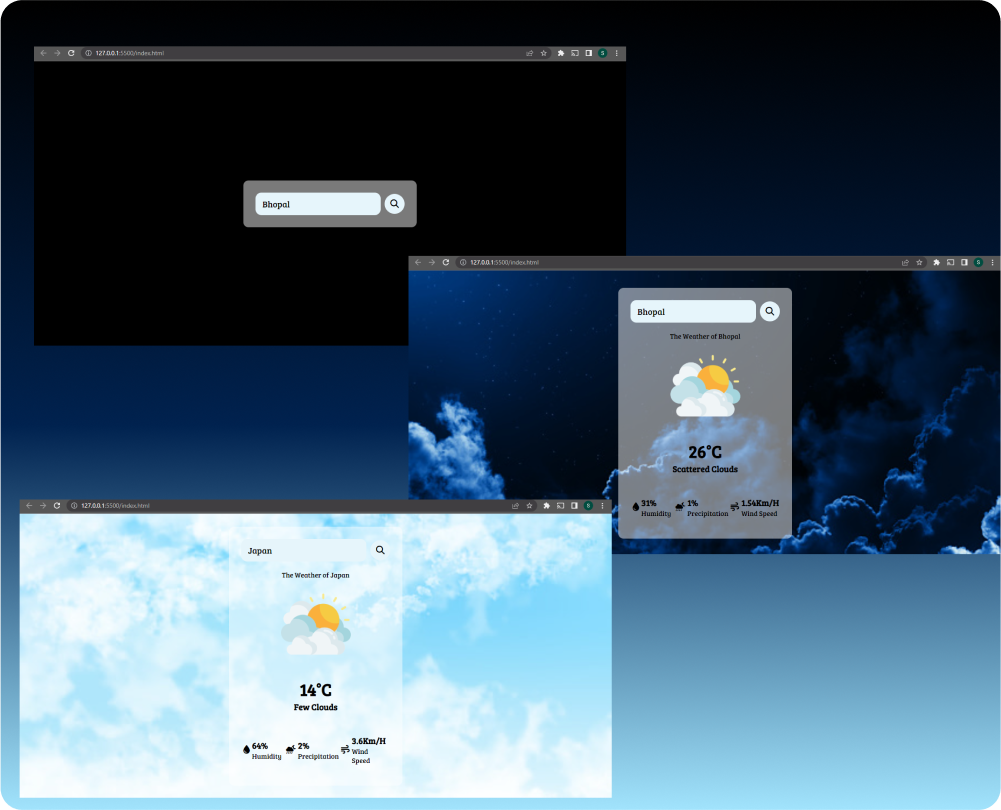 127.0.0.1:5500/index.html
S
Bhopal
127.0.0.1:5500/index.html
S
Bhopal
The Weather of Bhopal
26°C
Scattered Clouds
31% 1% 1.54Km/H
Humidity Precipitation Wind Speed
127.0.0.1:5500/index.html
S
Japan
The Weather of Japan
14°C
Few Clouds
64% 2% 3.6Km/H
Humidity Precipitation Wind
Speed